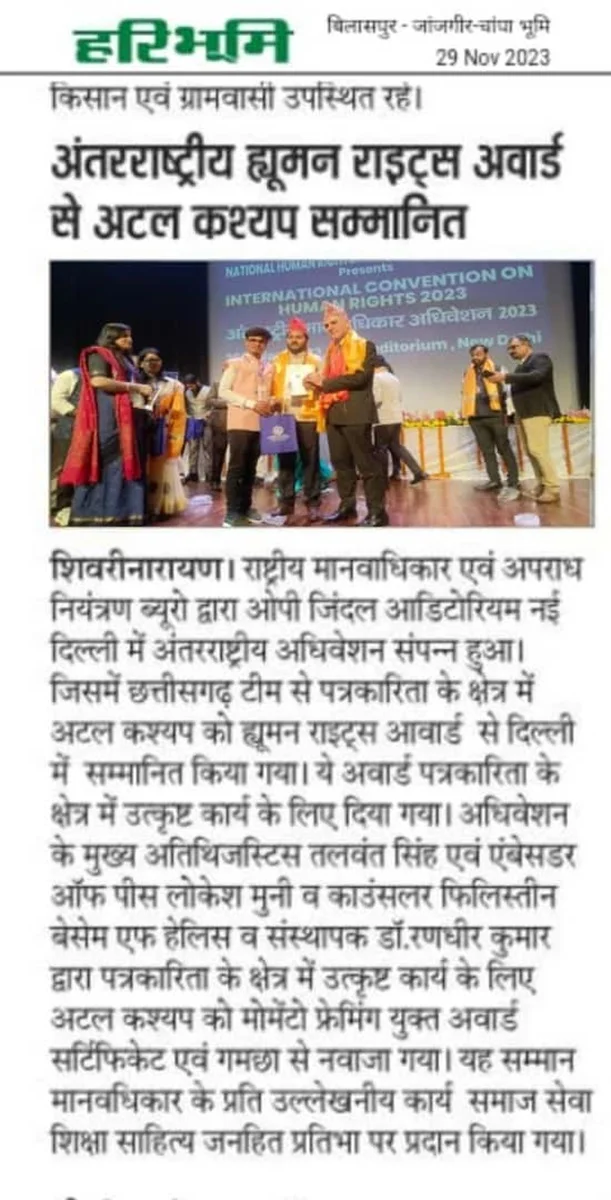 हरिभूमि
बिलासपुर - जांजगीर-चांपा भूमि
29 Nov 2023
किसान एवं ग्रामवासी उपस्थित रहे।
अंतरराष्ट्रीय ह्यूमन राइट्स अवार्ड
से अटल कश्यप सम्मानित
NATIONAL HUMAN
Presents
INTERNATIONAL CONVENTION ON
HUMAN RIGHTS 2023
धिकार अधिवेशन 2023
ditorium, New Delhi
शिवरीनारायण। राष्ट्रीय मानवाधिकार एवं अपराध
नियंत्रण ब्यूरो द्वारा ओपी जिंदल आडिटोरियम नई
दिल्ली में अंतरराष्ट्रीय अधिवेशन संपन्न हुआ।
जिसमें छत्तीसगढ़ टीम से पत्रकारिता के क्षेत्र में
अटल कश्यप को ह्यूमन राइट्स आवार्ड से दिल्ली
में सम्मानित किया गया। ये अवार्ड पत्रकारिता के
क्षेत्र में उत्कृष्ट कार्य के लिए दिया गया। अधिवेशन
के मुख्य अतिथिजस्टिस तलवंत सिंह एवं एंबेसडर
ऑफ पीस लोकेश मुनी व काउंसलर फिलिस्तीन
बेसेम एफ हेलिस व संस्थापक डॉ.रणधीर कुमार
द्वारा पत्रकारिता के क्षेत्र में उत्कृष्ट कार्य के लिए
अटल कश्यप को मोमेंटो फ्रेमिंग युक्त अवार्ड
सर्टिफिकेट एवं गमछा से नवाजा गया। यह सम्मान
मानवधिकार के प्रति उल्लेखनीय कार्य समाज सेवा
शिक्षा साहित्य जनहित प्रतिभा पर प्रदान किया गया।